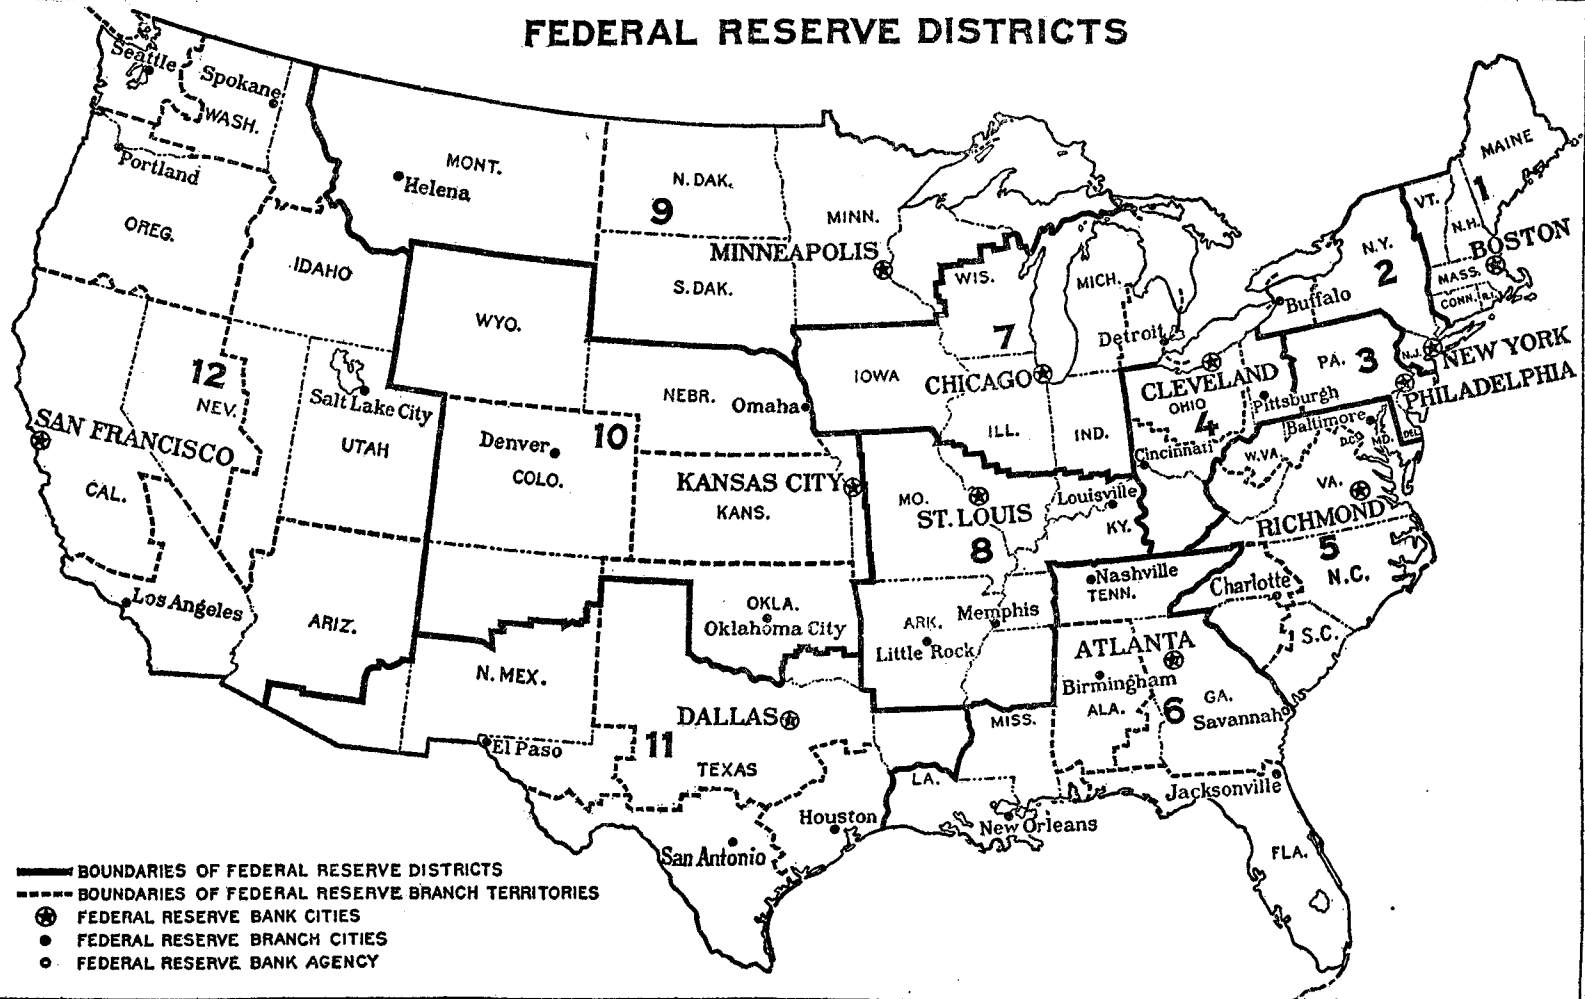 FEDERAL RESERVE DISTRICTS
Seattle
Spokane
WASH.
Portland
OREG.
MONT.
Helena
IDAHO
N. DAK.
9
MINN.
MINNEAPOLIS
S. DAK.
WYO.
WIS.
MICH.
7
Detroit
MAINE
VT.
1
N.H.
BOSTON
N.Y.
2
MASS.
CONN.
R.I.
Buffalo
NEW YORK
N.J.
PA.
3
PHILADELPHIA
12
NEV.
SAN FRANCISCO
CAL.
Salt Lake City
UTAH
Los Angeles
ARIZ.
NEBR.
Omaha
IOWA
CHICAGO
CLEVELAND
OHIO
4
Pittsburgh
Cincinnati
Baltimore
D.C.
MD.
DEL.
W. VA.
VA.
RICHMOND
5
Denver
10
COLO.
KANSAS CITY
KANS.
ILL.
IND.
MO.
ST. LOUIS
8
Louisville
KY.
Nashville
TENN.
Charlotte
N.C.
S.C.
OKLA.
Oklahoma City
ARK.
Memphis
Little Rock
ATLANTA
Birmingham
ALA.
6
GA.
Savannah
MISS.
N. MEX.
El Paso
DALLAS
11
TEXAS
LA.
New Orleans
Jacksonville
FLA.
Houston
San Antonio
BOUNDARIES OF FEDERAL RESERVE DISTRICTS
BOUNDARIES OF FEDERAL RESERVE BRANCH TERRITORIES
FEDERAL RESERVE BANK CITIES
FEDERAL RESERVE BRANCH CITIES
FEDERAL RESERVE BANK AGENCY